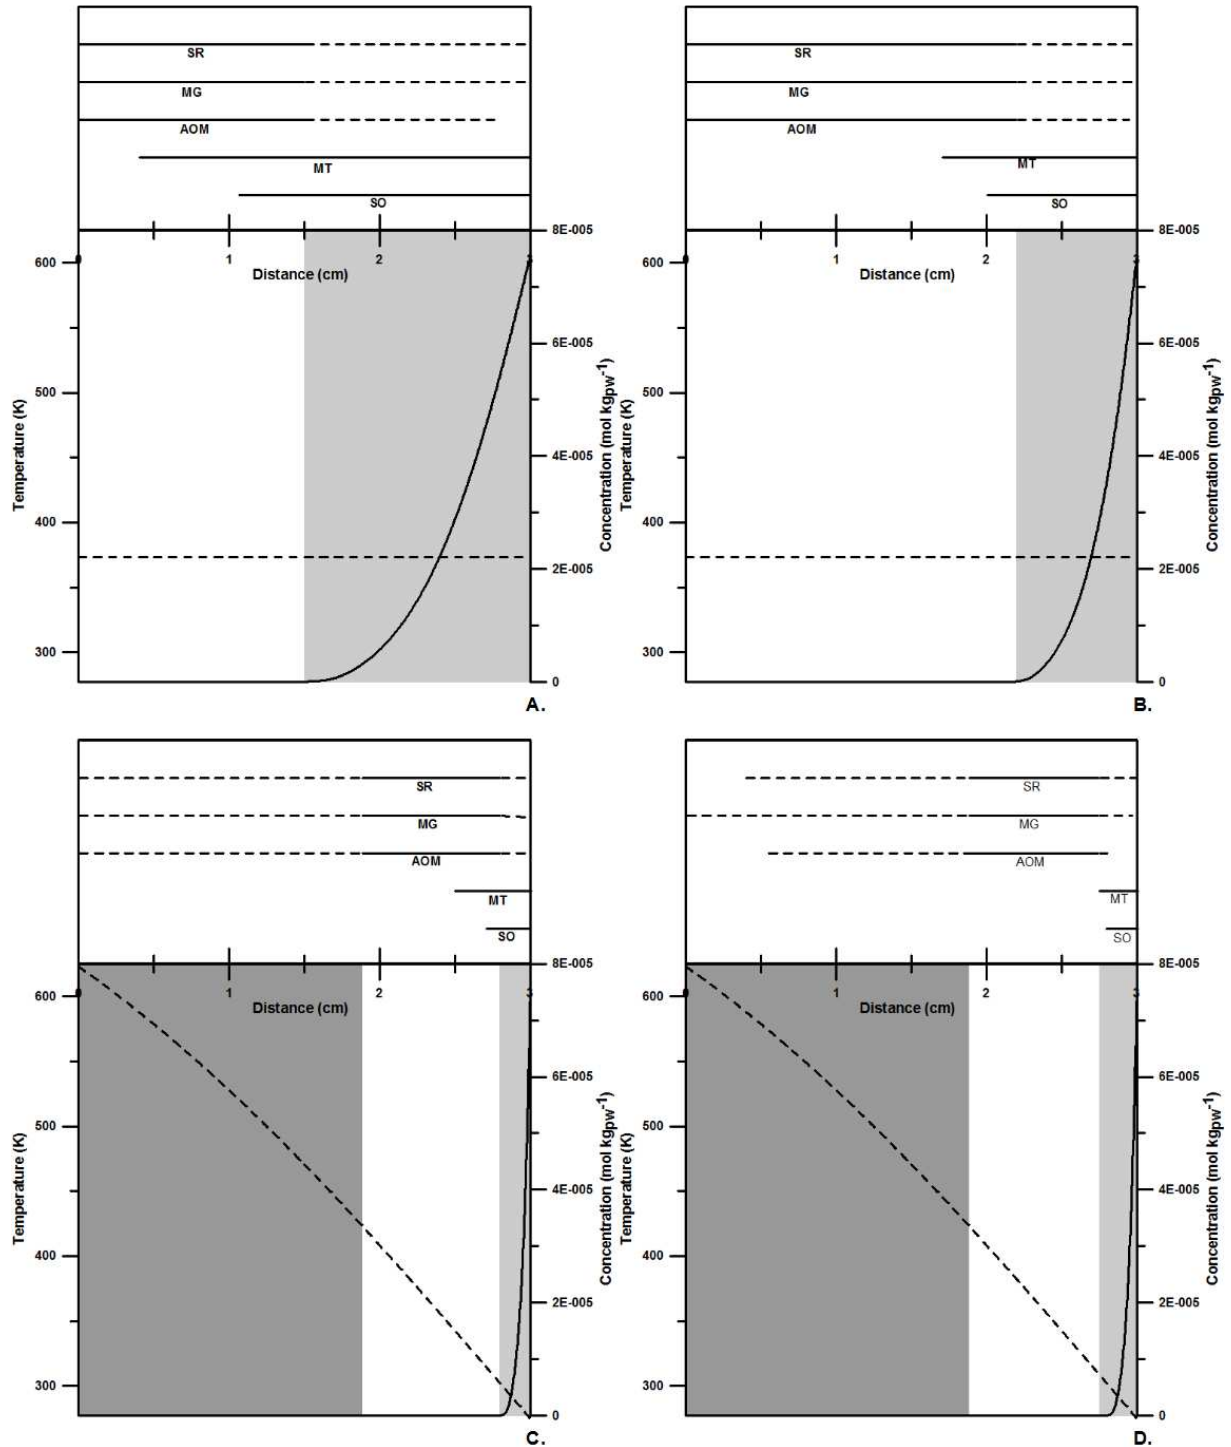 SR
MG
AOM
MT
SO
8E-005
600
0
1
2
3
Distance (cm)
6E-005
500
4E-005
400
2E-005
300
0
Temperature (K)
Concentration (mol kgpw-1)
A.
SR
MG
AOM
MT
SO
8E-005
600
0
1
2
3
Distance (cm)
6E-005
500
4E-005
400
2E-005
300
0
Temperature (K)
Concentration (mol kgpw-1)
B.
SR
MG
AOM
MT
SO
8E-005
600
0
1
2
3
Distance (cm)
6E-005
500
4E-005
400
2E-005
300
0
Temperature (K)
Concentration (mol kgpw-1)
C.
SR
MG
AOM
MT
SO
8E-005
600
0
1
2
3
Distance (cm)
6E-005
500
4E-005
400
2E-005
300
0
Temperature (K)
Concentration (mol kgpw-1)
D.